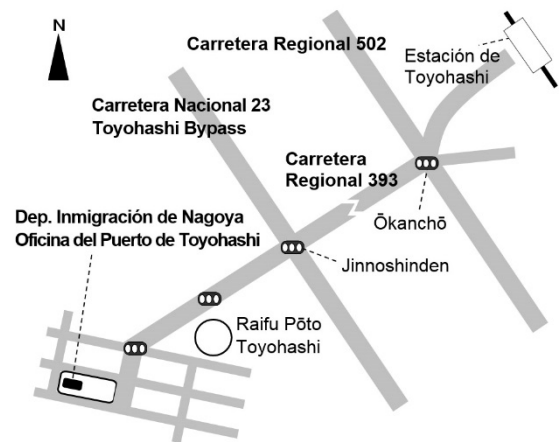 N
Carretera Regional 502
Estación de
Toyohashi
Carretera Nacional 23
Toyohashi Bypass
Carretera
Regional 393
Dep. Inmigración de Nagoya
Oficina del Puerto de Toyohashi
Ōkanchō
Jinnoshinden
Raifu Pōto
Toyohashi